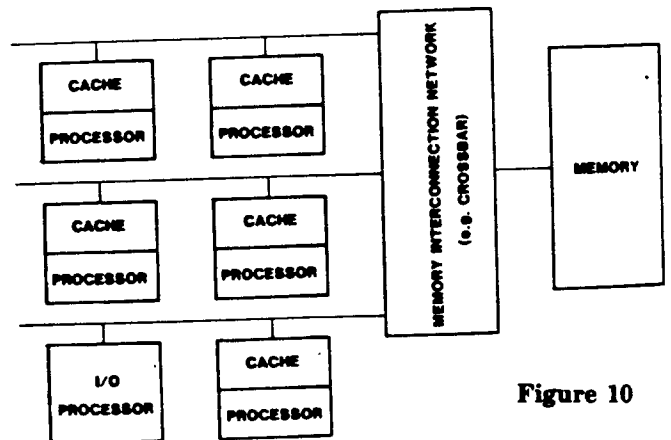 CACHE
PROCESSOR
CACHE
PROCESSOR
CACHE
PROCESSOR
CACHE
PROCESSOR
I/O
PROCESSOR
CACHE
PROCESSOR
MEMORY INTERCONNECTION NETWORK
(e.g. CROSSBAR)
MEMORY
Figure 10